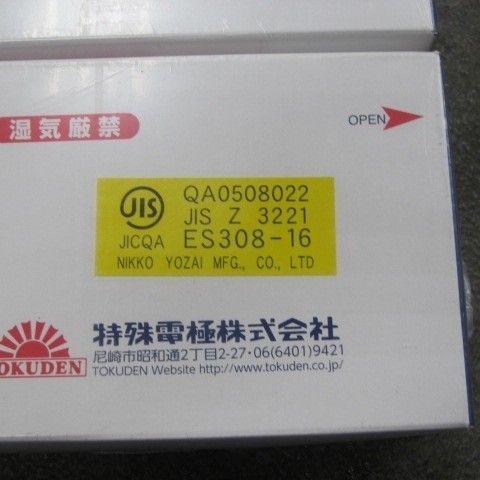 湿気厳禁
OPEN
JIS
JICQA
QA0508022
JIS Z 3221
ES308-16
NIKKO YOZAI MFG., CO., LTD
TOKUDEN
特殊電極株式会社
尼崎市昭和通2丁目2-27・06(6401)9421
TOKUDEN Website http://www.tokuden.co.jp/